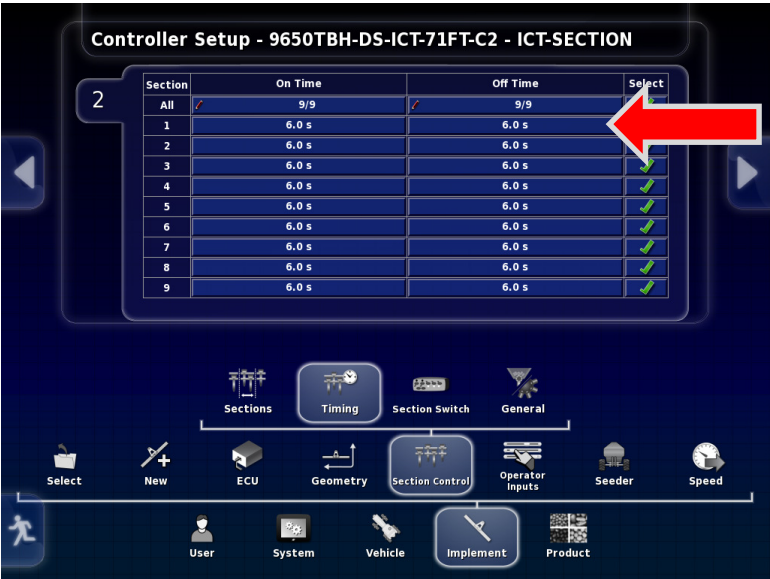 Controller Setup - 9650TBH-DS-ICT-71FT-C2 - ICT-SECTION
2
Section On Time Off Time Select
All 9/9 9/9
1 6.0 s 6.0 s
2 6.0 s 6.0 s
3 6.0 s 6.0 s
4 6.0 s 6.0 s
5 6.0 s 6.0 s
6 6.0 s 6.0 s
7 6.0 s 6.0 s
8 6.0 s 6.0 s
9 6.0 s 6.0 s
Sections Timing Section Switch General
Select New ECU Geometry Section Control Operator Inputs Seeder Speed
User System Vehicle Implement Product